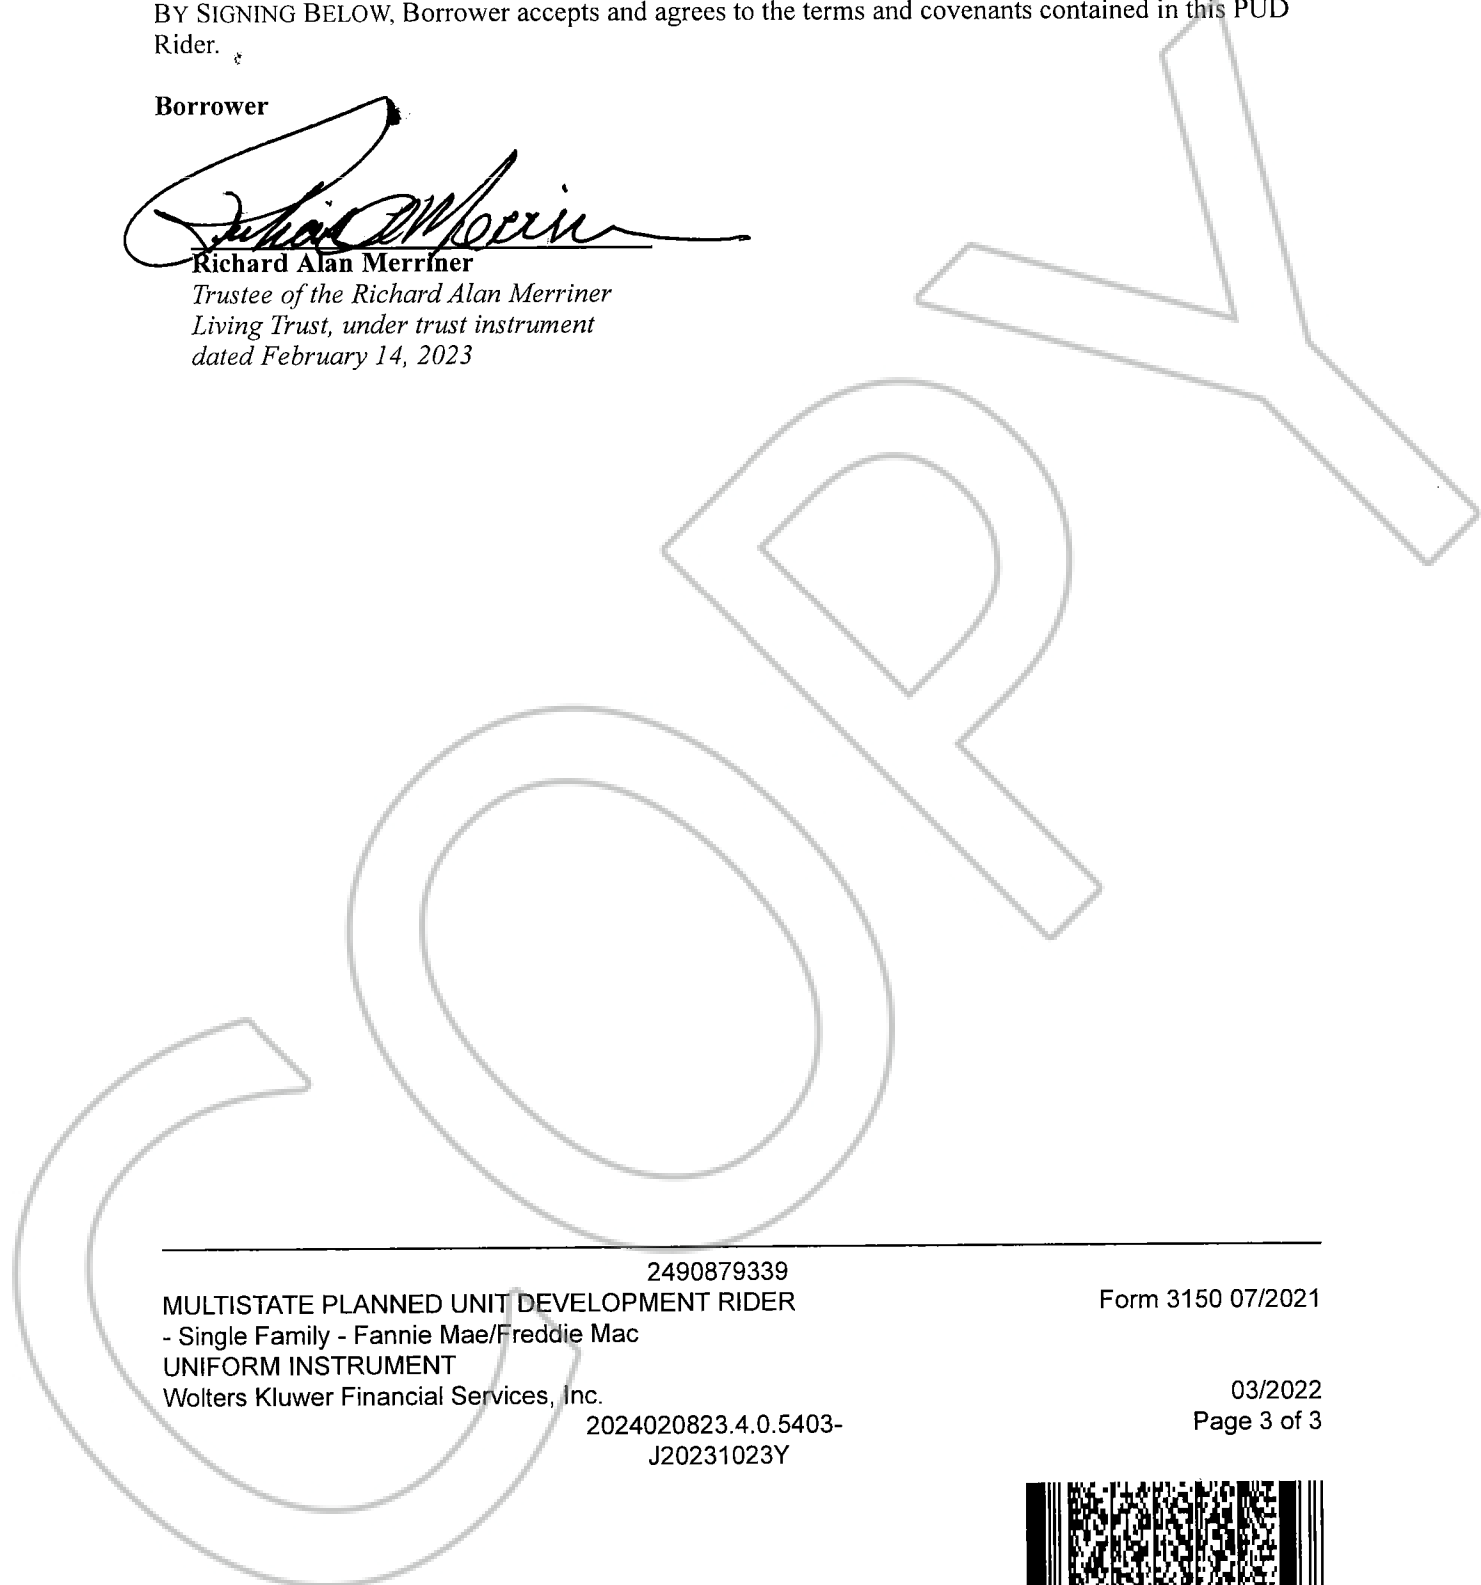 BY SIGNING BELOW, Borrower accepts and agrees to the terms and covenants contained in this PUD
Rider.
Borrower
Richard Alan Merriner
Trustee of the Richard Alan Merriner
Living Trust, under trust instrument
dated February 14, 2023
COPY
2490879339
MULTISTATE PLANNED UNIT DEVELOPMENT RIDER
Form 3150 07/2021
- Single Family - Fannie Mae/Freddie Mac
UNIFORM INSTRUMENT
Wolters Kluwer Financial Services, Inc.
03/2022
2024020823.4.0.5403-
Page 3 of 3
J20231023Y